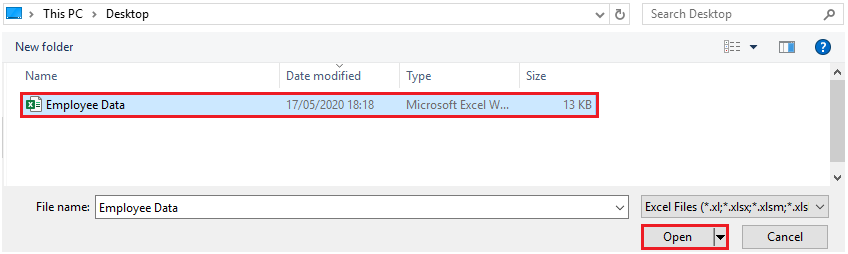 This PC > Desktop
Search Desktop
New folder
?
Name Date modified Type Size
Employee Data 17/05/2020 18:18 Microsoft Excel W... 13 KB
File name: Employee Data Excel Files (*.xl;*.xlsx;*.xlsm;*.xls
Open Cancel